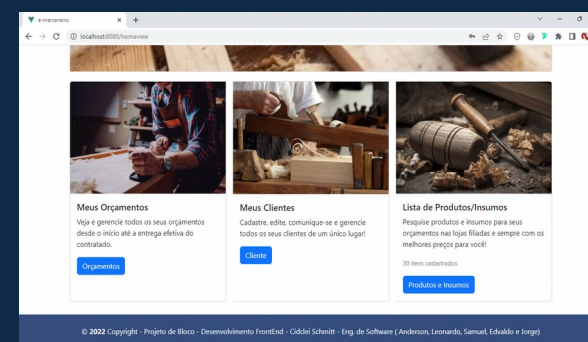 e-marceneiro
localhost:8080/homeview
Meus Orçamentos
Veja e gerencie todos os seus orçamentos
desde o início até a entrega efetiva do
contratado.
Orçamentos
Meus Clientes
Cadastre, edite, comunique-se e gerencie
todos os seus clientes de um único lugar!
Cliente
Lista de Produtos/Insumos
Pesquise produtos e insumos para seus
orçamentos nas lojas filiadas e sempre com os
melhores preços para você!
30 itens cadastrados
Produtos e Insumos
© 2022 Copyright - Projeto de Bloco - Desenvolvimento FrontEnd - Cidclei Schmitt - Eng. de Software ( Anderson, Leonardo, Samuel, Edvaldo e Jorge)